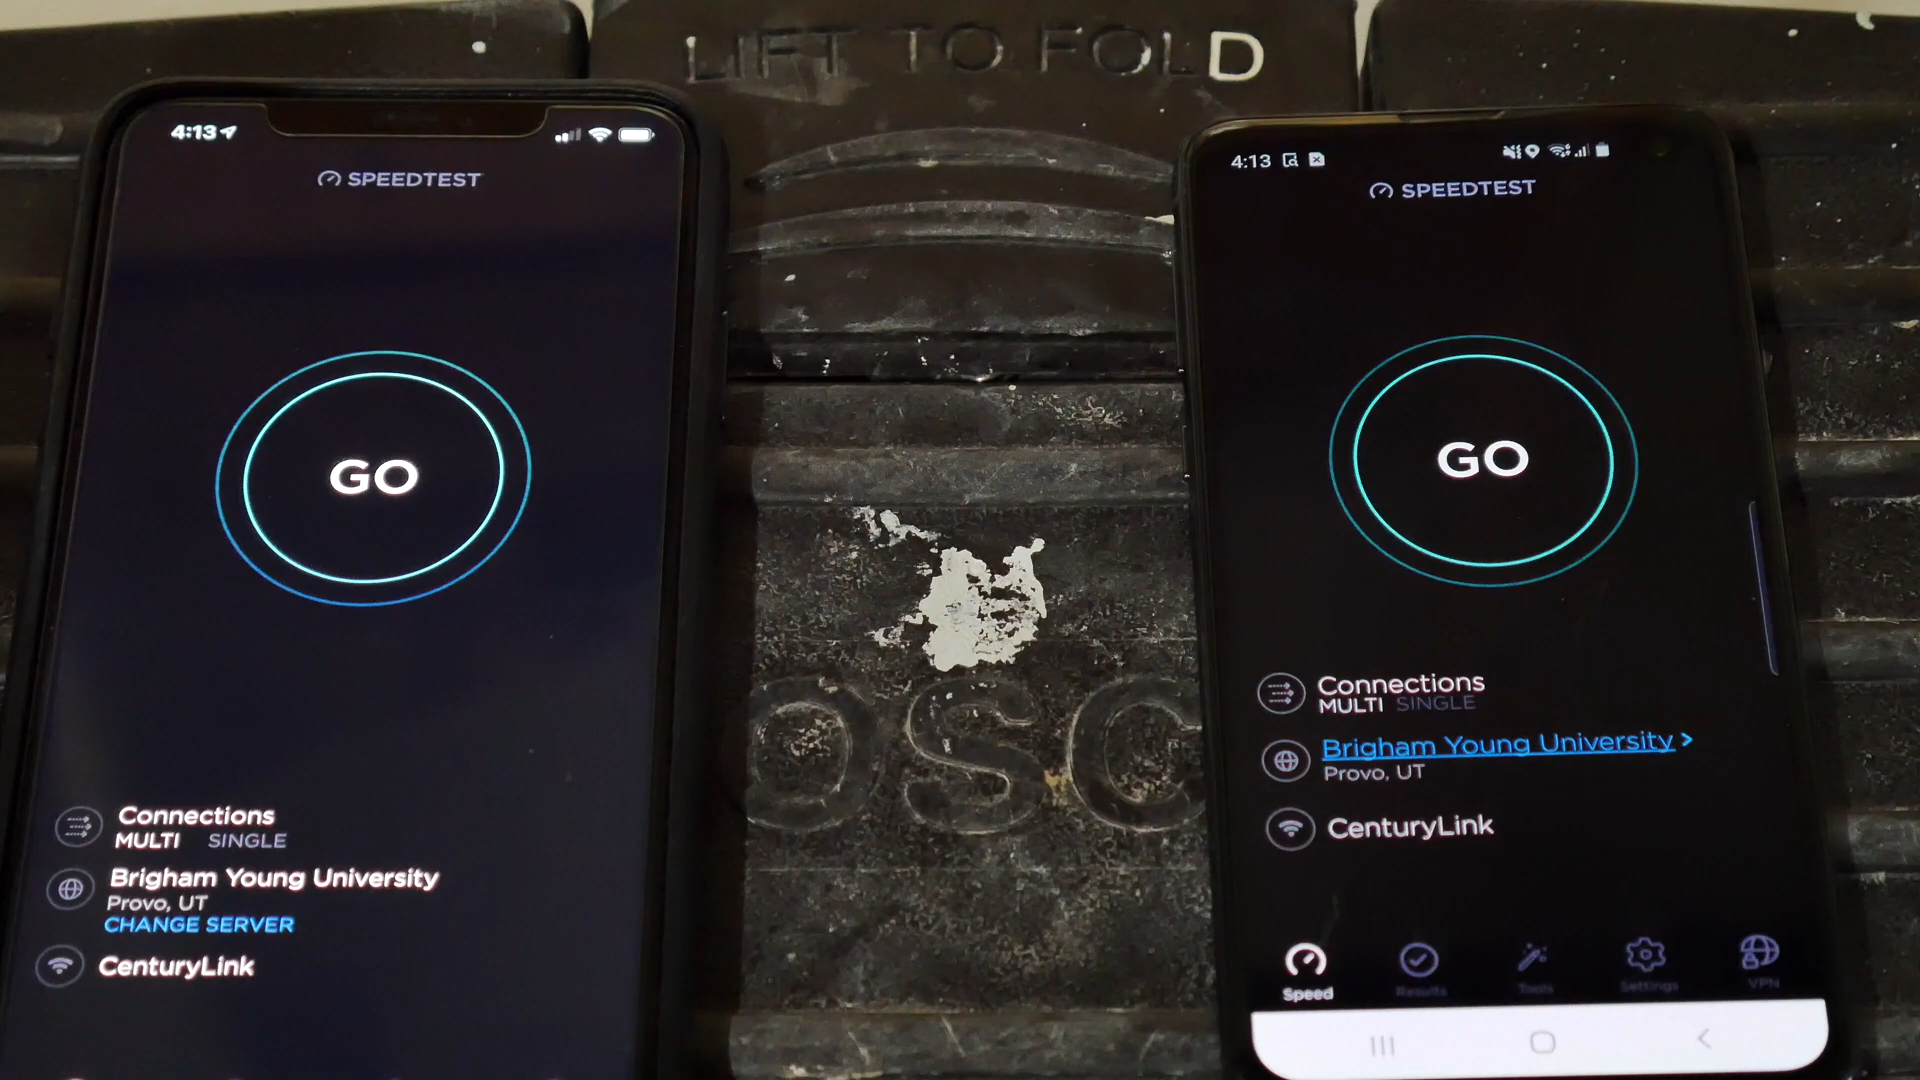 LIFT TO FOLD
4:13
SPEEDTEST
GO
Connections
MULTI SINGLE
Brigham Young University
Provo, UT
CHANGE SERVER
CenturyLink
OSC
4:13
SPEEDTEST
GO
Connections
MULTI SINGLE
Brigham Young University >
Provo, UT
CenturyLink
Speed Results Tools Settings VPN